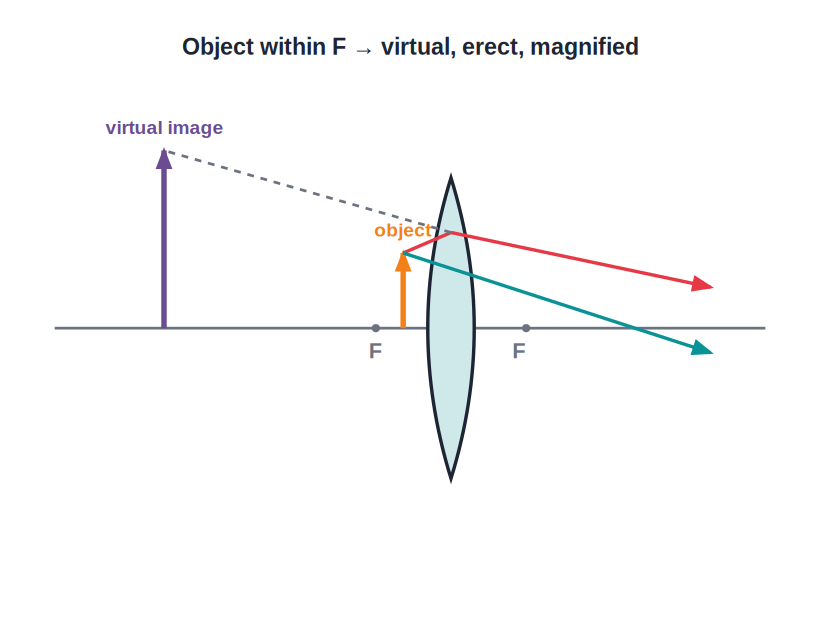 Object within F → virtual, erect, magnified
virtual image
object
F
F